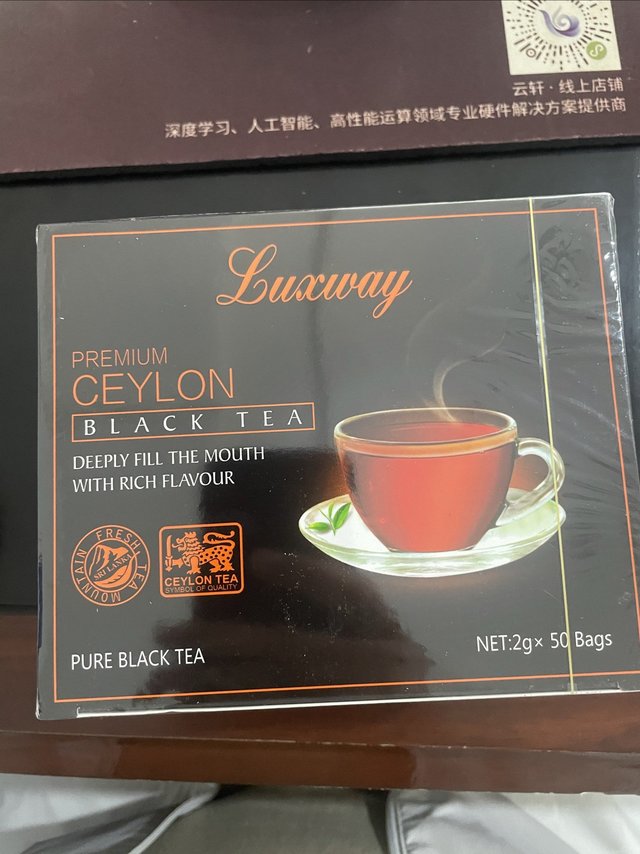 云轩·线上店铺
深度学习、人工智能、高性能运算领域专业硬件解决方案提供商
Luxway
PREMIUM
CEYLON
BLACK TEA
DEEPLY FILL THE MOUTH
WITH RICH FLAVOUR
FRESH TEA
SRI LANKA
MOUNTAIN
CEYLON TEA
SYMBOL OF QUALITY
PURE BLACK TEA
NET:2g× 50 Bags